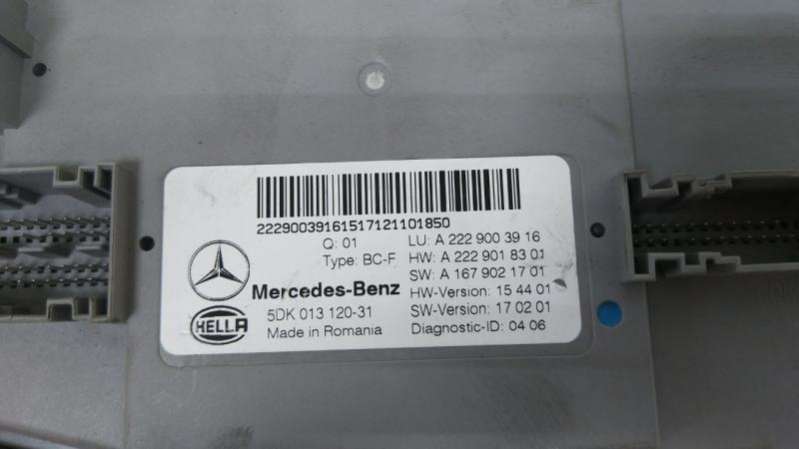 22290039161517121101850
Q: 01
LU: A 222 900 39 16
Type: BC-F
HW: A 222 901 83 01
SW: A 167 902 17 01
Mercedes-Benz
HW-Version: 15 44 01
5DK 013 120-31
SW-Version: 17 02 01
HELLA
Made in Romania
Diagnostic-ID: 04 06